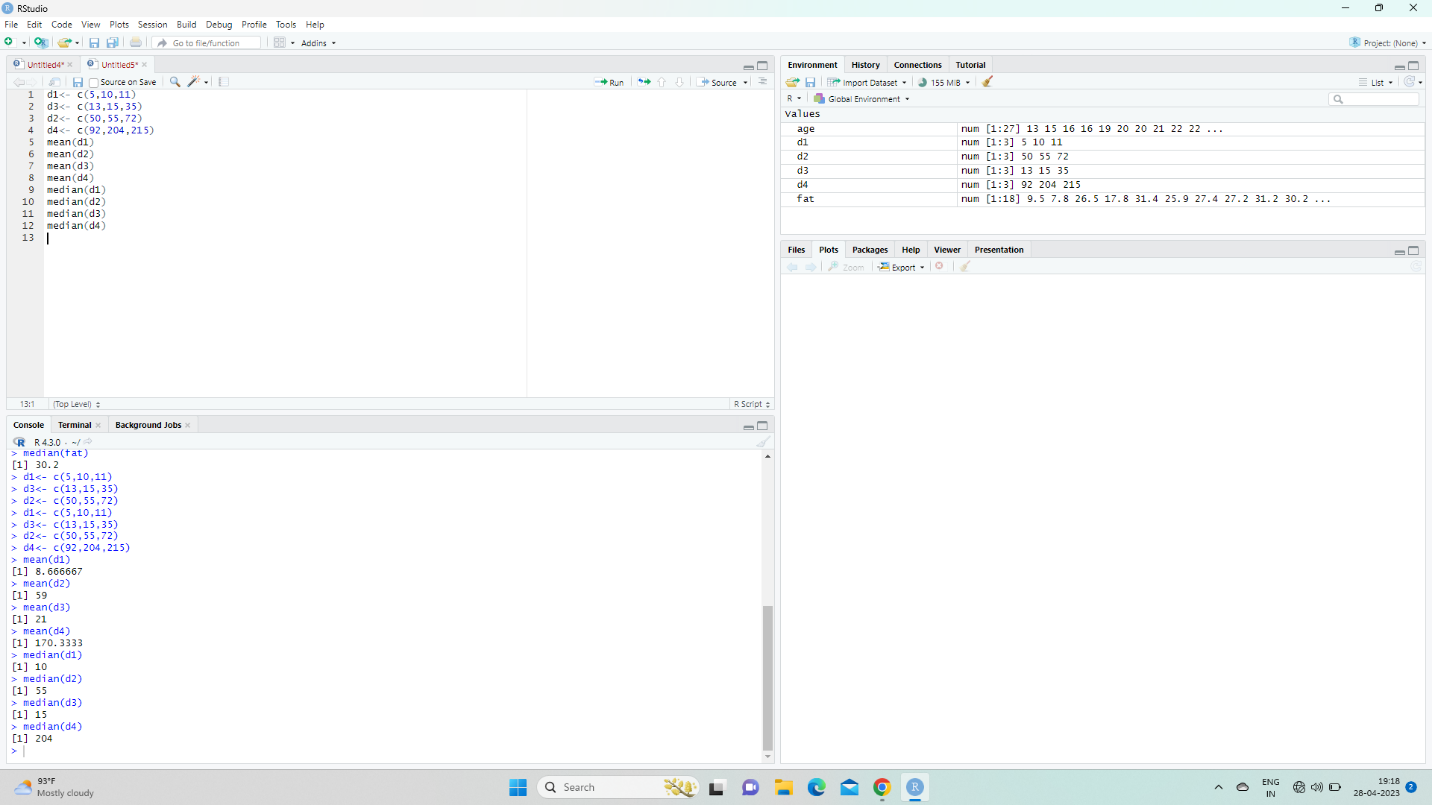 RStudio
File Edit Code View Plots Session Build Debug Profile Tools Help
Go to file/function Addins Project: (None)
Untitled4* Untitled5*
Source on Save Run Source
1 d1<- c(5,10,11)
2 d3<- c(13,15,35)
3 d2<- c(50,55,72)
4 d4<- c(92,204,215)
5 mean(d1)
6 mean(d2)
7 mean(d3)
8 mean(d4)
9 median(d1)
10 median(d2)
11 median(d3)
12 median(d4)
13
13:1 (Top Level) R Script
Console Terminal Background Jobs
R 4.3.0 · ~/
> median(fat)
[1] 30.2
> d1<- c(5,10,11)
> d3<- c(13,15,35)
> d2<- c(50,55,72)
> d1<- c(5,10,11)
> d3<- c(13,15,35)
> d2<- c(50,55,72)
> d4<- c(92,204,215)
> mean(d1)
[1] 8.666667
> mean(d2)
[1] 59
> mean(d3)
[1] 21
> mean(d4)
[1] 170.3333
> median(d1)
[1] 10
> median(d2)
[1] 55
> median(d3)
[1] 15
> median(d4)
[1] 204
>
Environment History Connections Tutorial
Import Dataset 155 MiB List
R Global Environment
Values
age num [1:27] 13 15 16 16 19 20 20 21 22 22 ...
d1 num [1:3] 5 10 11
d2 num [1:3] 50 55 72
d3 num [1:3] 13 15 35
d4 num [1:3] 92 204 215
fat num [1:18] 9.5 7.8 26.5 17.8 31.4 25.9 27.4 27.2 31.2 30.2 ...
Files Plots Packages Help Viewer Presentation
Zoom Export
93°F
Mostly cloudy
Search
ENG
IN
19:18
28-04-2023
2